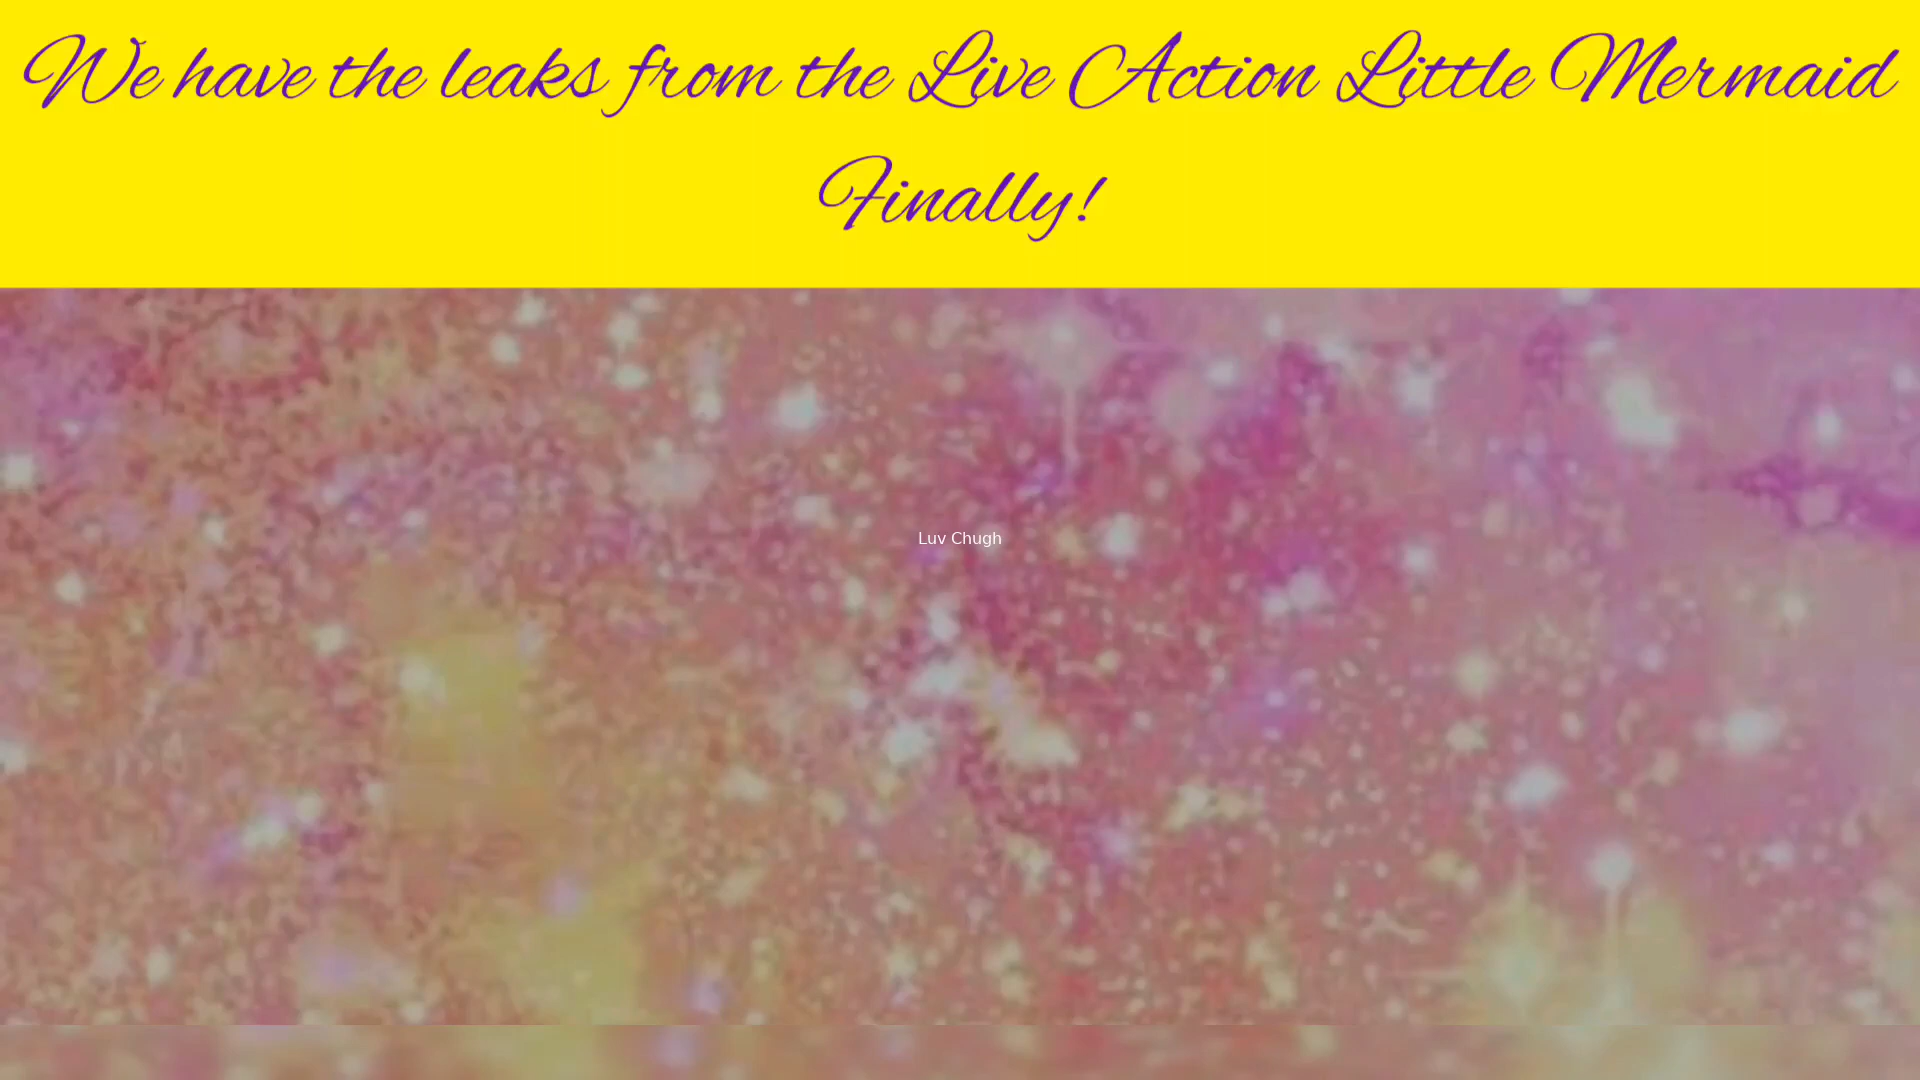 We have the leaks from the Live Action Little Mermaid
Finally!
Luv Chugh